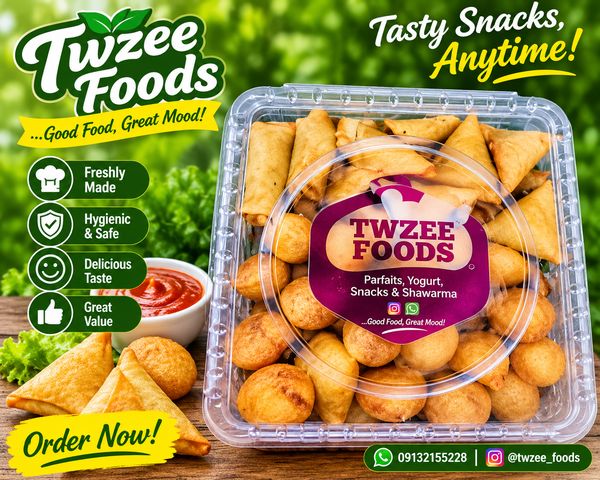 Twzee
Foods
...Good Food, Great Mood!
Tasty Snacks,
Anytime!
Freshly
Made
Hygienic
& Safe
Delicious
Taste
Great
Value
TWZEE
FOODS
Parfaits, Yogurt,
Snacks & Shawarma
...Good Food, Great Mood!
Order Now!
09132155228 | @twzee_foods